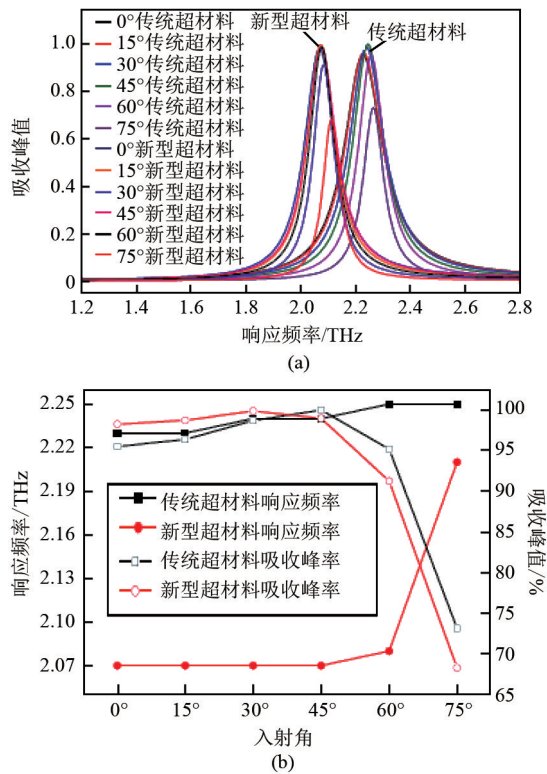 新型超材料
传统超材料
0°传统超材料
15°传统超材料
30°传统超材料
45°传统超材料
60°传统超材料
75°传统超材料
0°新型超材料
15°新型超材料
30°新型超材料
45°新型超材料
60°新型超材料
75°新型超材料
1.0
0.8
0.6
0.4
0.2
0
吸收峰值
1.2 1.4 1.6 1.8 2.0 2.2 2.4 2.6 2.8
响应频率/THz
(a)
2.25
2.22
2.19
2.16
2.13
2.10
2.07
响应频率/THz
传统超材料响应频率
新型超材料响应频率
传统超材料吸收峰率
新型超材料吸收峰率
100
95
90
85
80
75
70
65
吸收峰值/%
0° 15° 30° 45° 60° 75°
入射角
(b)